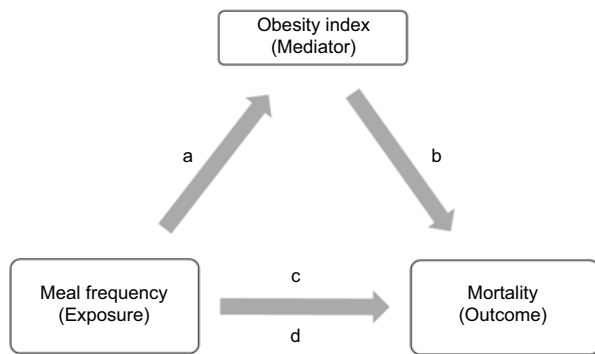 Obesity index
(Mediator)
a
b
Meal frequency
(Exposure)
c
d
Mortality
(Outcome)